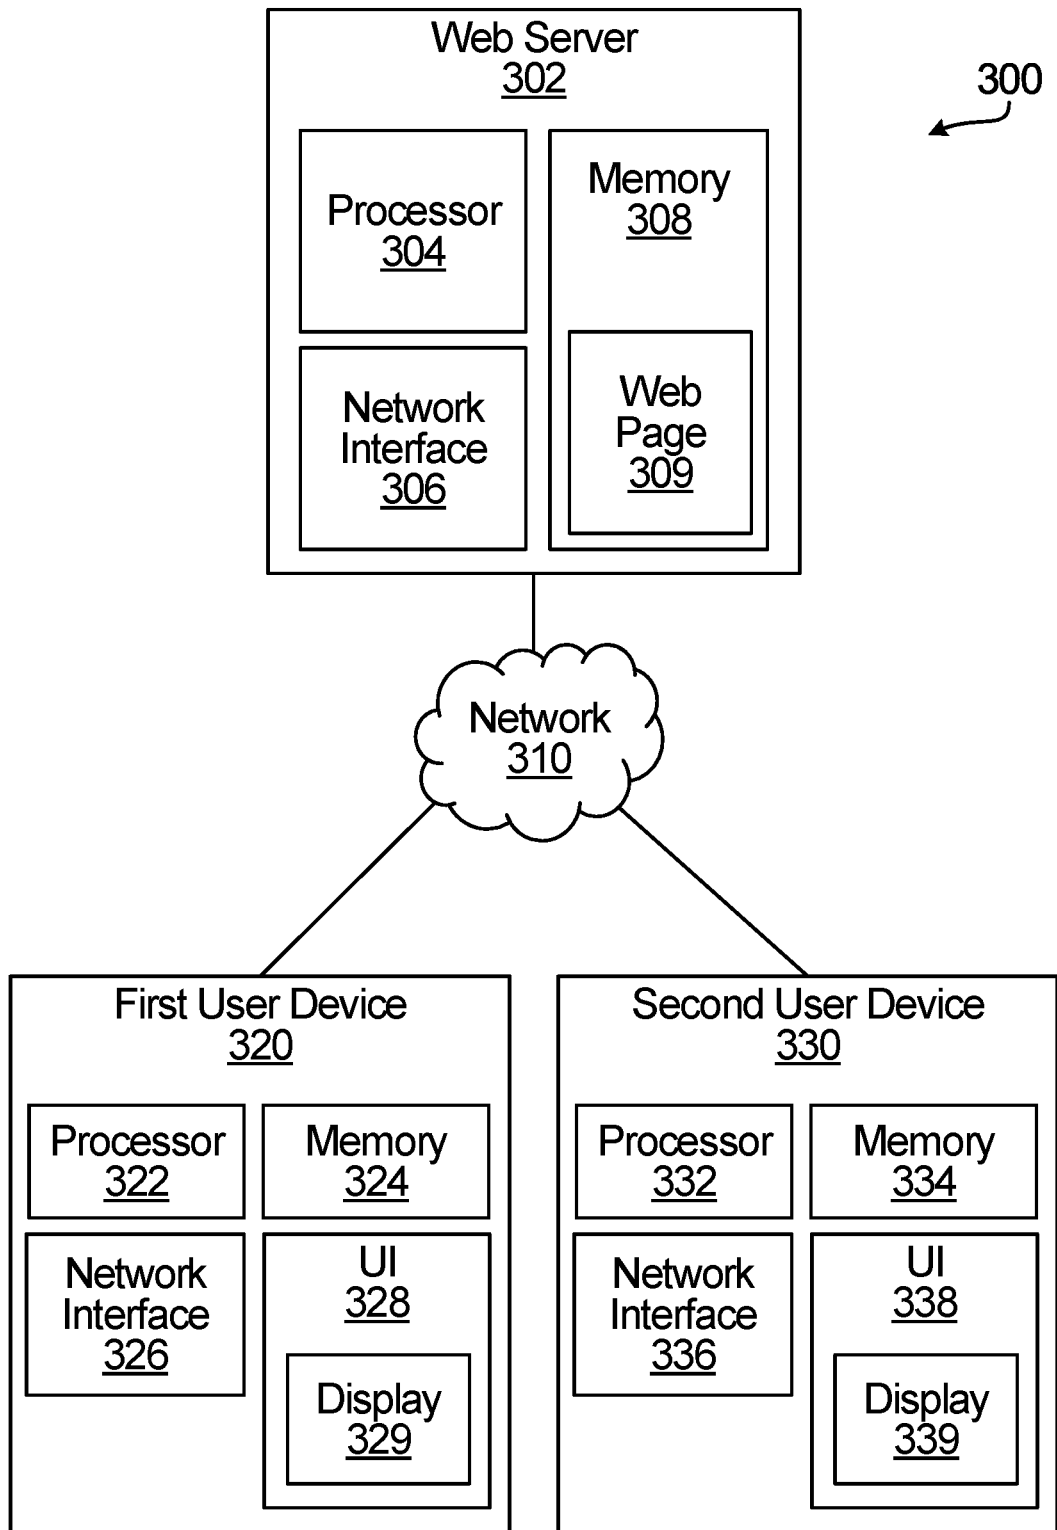 Web Server
302
300
Processor
304
Memory
308
Network
Interface
306
Web
Page
309
Network
310
First User Device
320
Processor
322
Memory
324
Network
Interface
326
UI
328
Display
329
Second User Device
330
Processor
332
Memory
334
Network
Interface
336
UI
338
Display
339